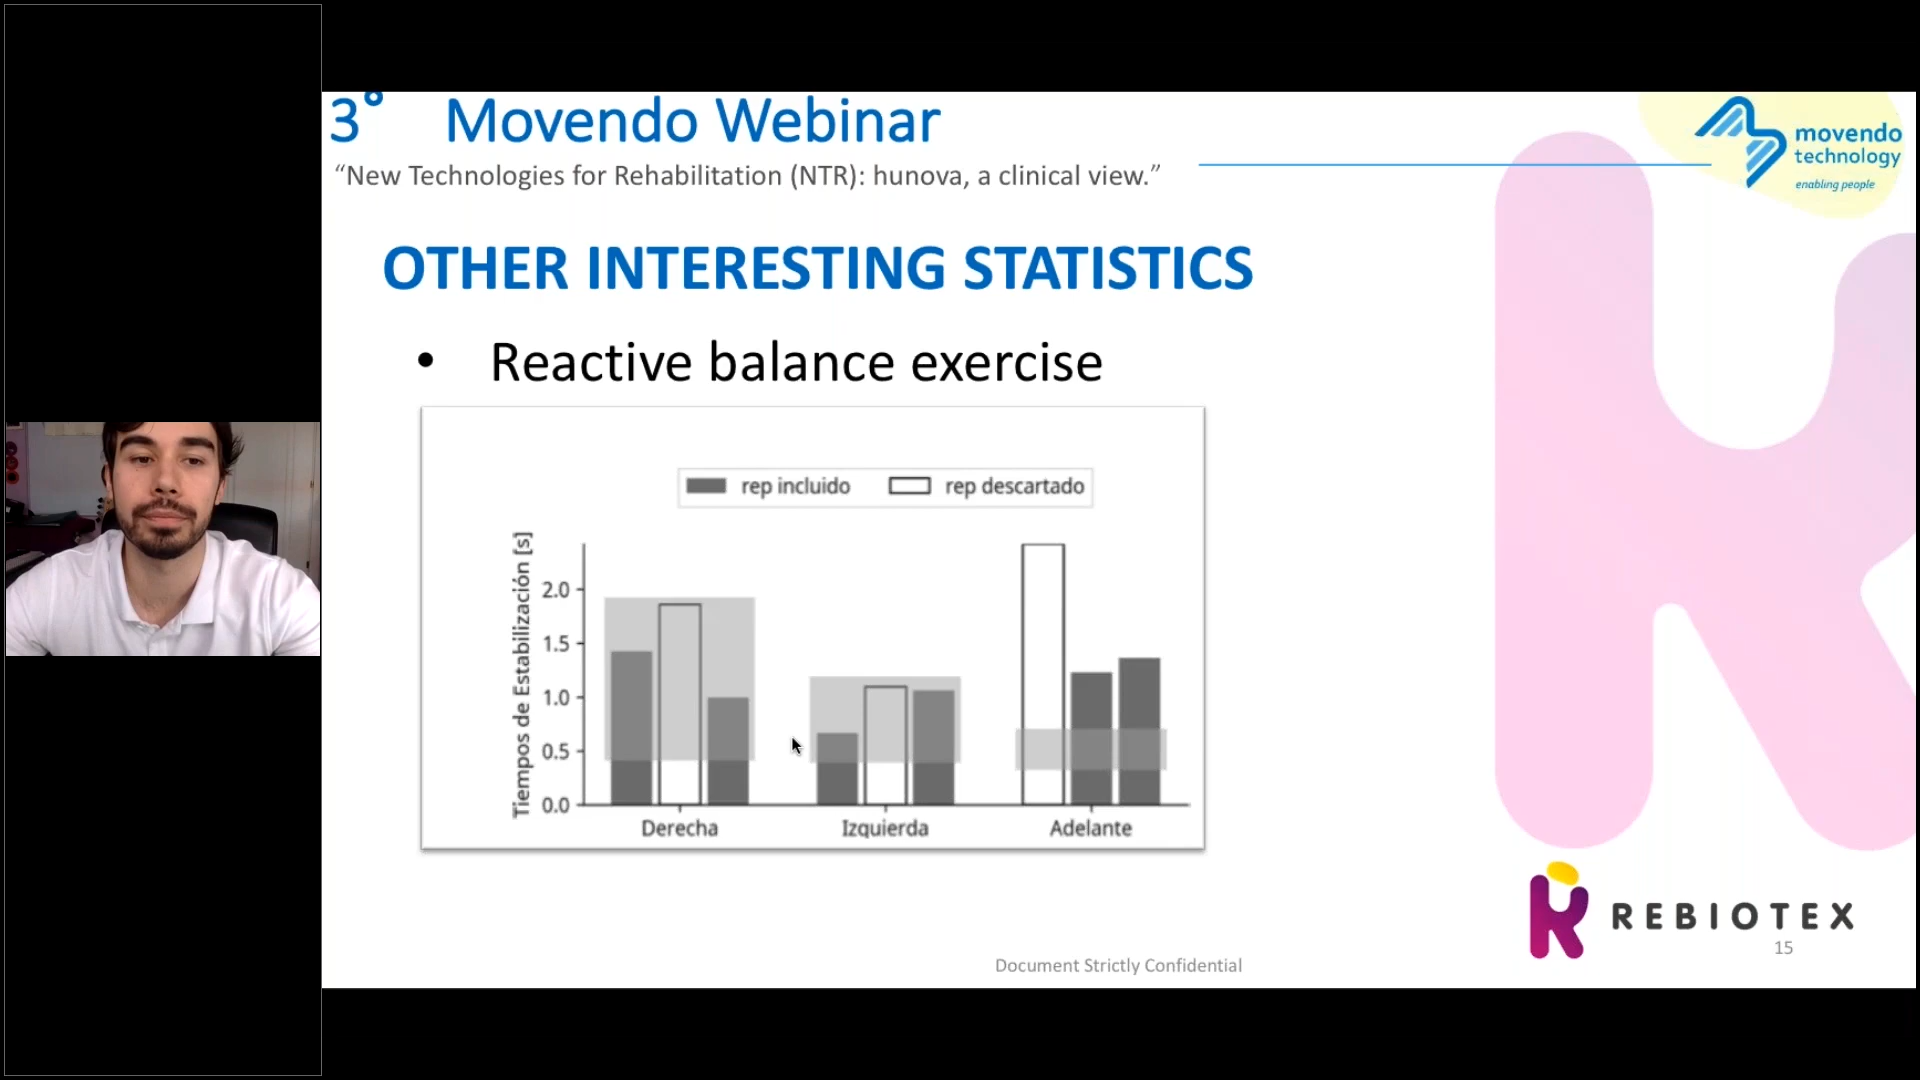 3° Movendo Webinar
“New Technologies for Rehabilitation (NTR): hunova, a clinical view.”
movendo
technology
enabling people
OTHER INTERESTING STATISTICS
• Reactive balance exercise
rep incluido rep descartado
Tiempos de Estabilización [s]
2.0
1.5
1.0
0.5
0.0
Derecha Izquierda Adelante
REBIOTEX
15
Document Strictly Confidential